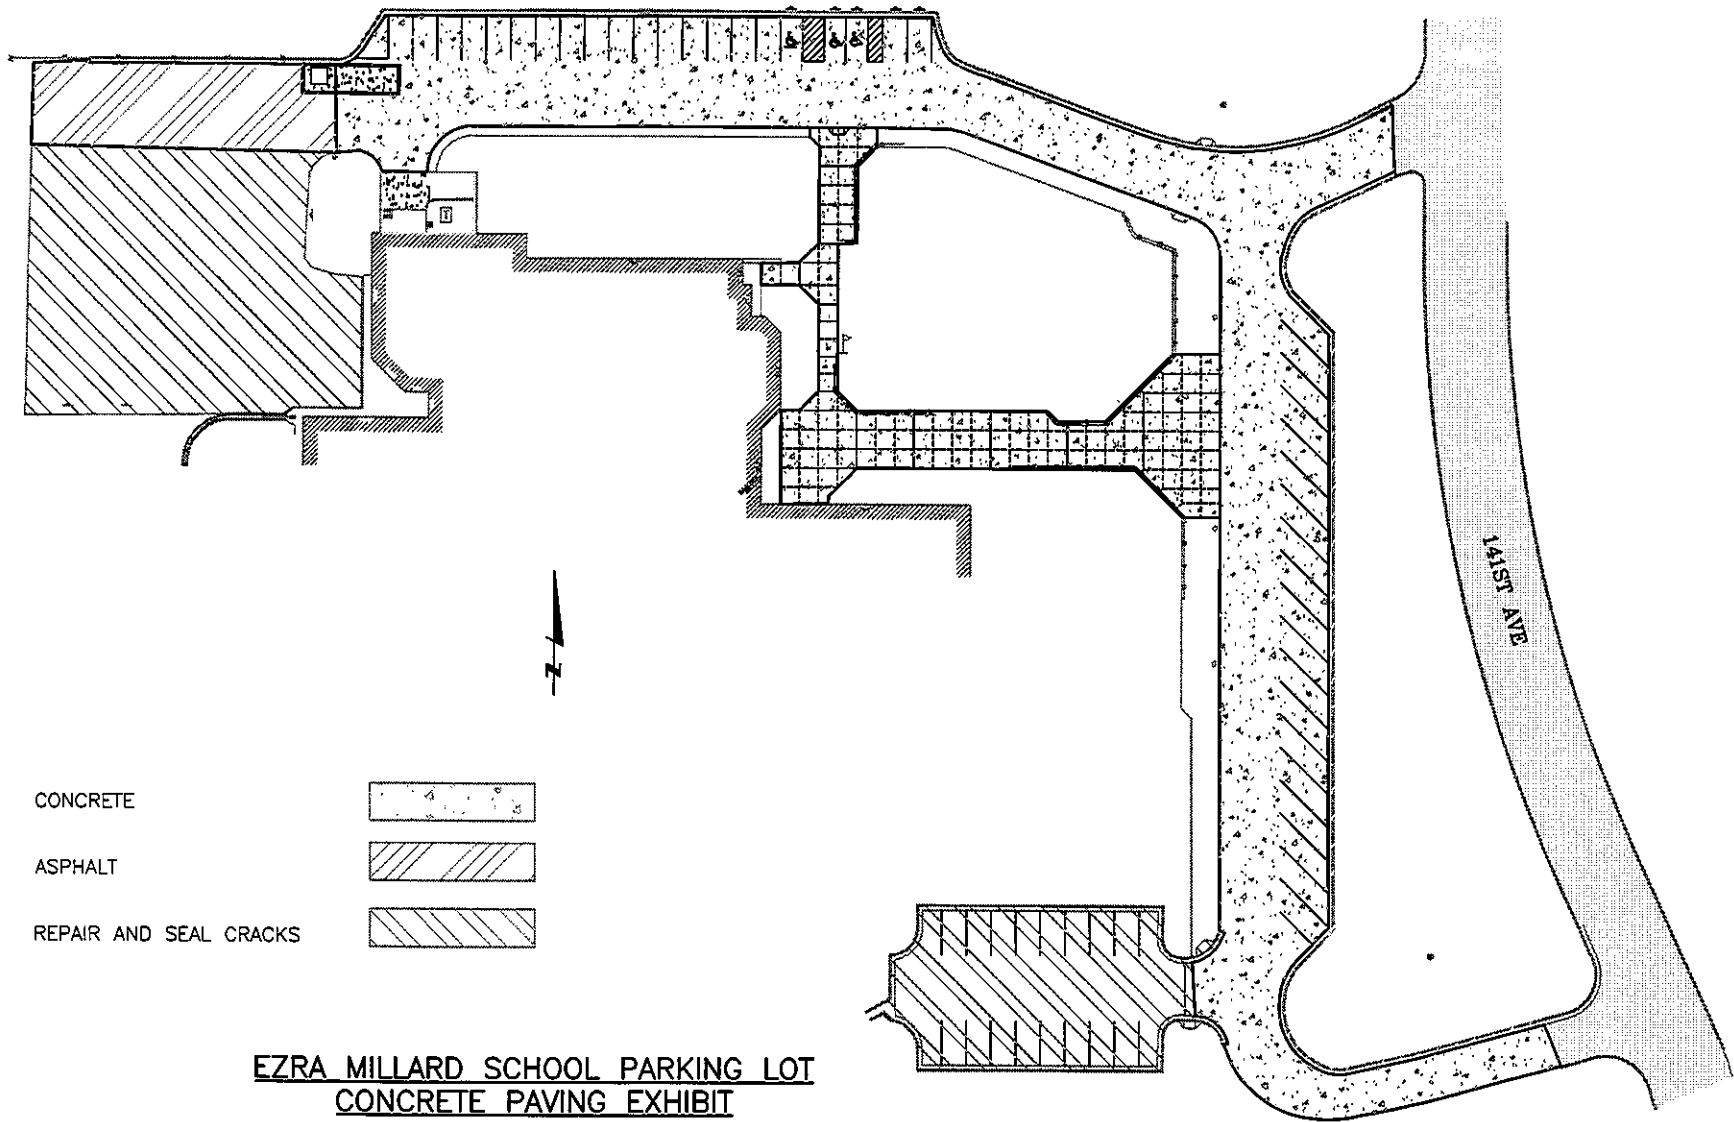 141ST AVE
N
CONCRETE
ASPHALT
REPAIR AND SEAL CRACKS
EZRA MILLARD SCHOOL PARKING LOT
CONCRETE PAVING EXHIBIT